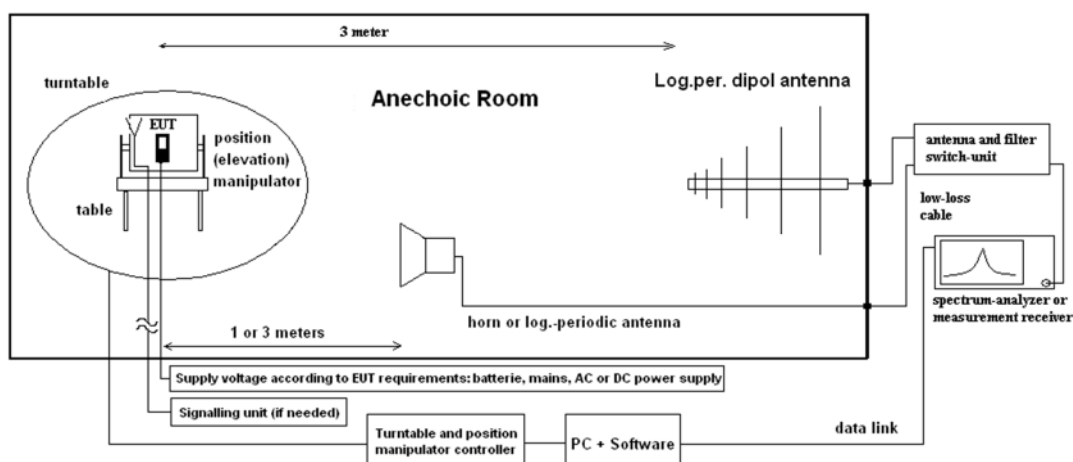 3 meter
turntable
Log.per. dipol antenna
Anechoic Room
EUT
position
(elevation)
manipulator
table
antenna and filter
switch-unit
low-loss
cable
spectrum-analyzer or
measurement receiver
horn or log.-periodic antenna
1 or 3 meters
Supply voltage according to EUT requirements: batterie, mains, AC or DC power supply
Signalling unit (if needed)
Turntable and position
manipulator controller
PC + Software
data link